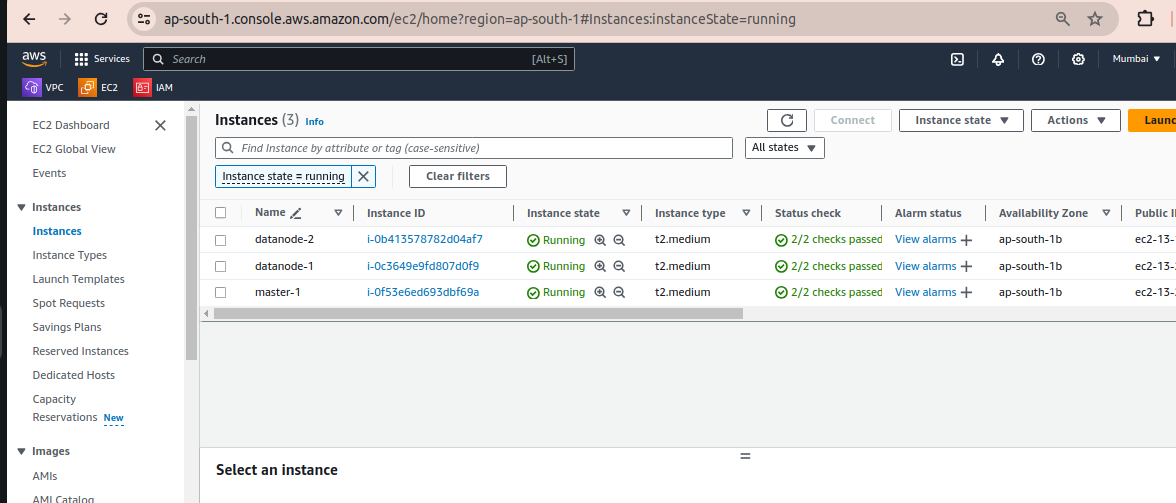 ap-south-1.console.aws.amazon.com/ec2/home?region=ap-south-1#Instances:instanceState=running
aws Services Search [Alt+S] Mumbai
VPC EC2 IAM
EC2 Dashboard
EC2 Global View
Events
Instances
Instances
Instance Types
Launch Templates
Spot Requests
Savings Plans
Reserved Instances
Dedicated Hosts
Capacity
Reservations New
Images
AMIs
AMI Catalog
Instances (3) Info Connect Instance state Actions Launc
Find Instance by attribute or tag (case-sensitive) All states
Instance state = running Clear filters
Name Instance ID Instance state Instance type Status check Alarm status Availability Zone Public I
datanode-2 i-0b413578782d04af7 Running t2.medium 2/2 checks passed View alarms ap-south-1b ec2-13-
datanode-1 i-0c3649e9fd807d0f9 Running t2.medium 2/2 checks passed View alarms ap-south-1b ec2-13-
master-1 i-0f53e6ed693dbf69a Running t2.medium 2/2 checks passed View alarms ap-south-1b ec2-13-
Select an instance